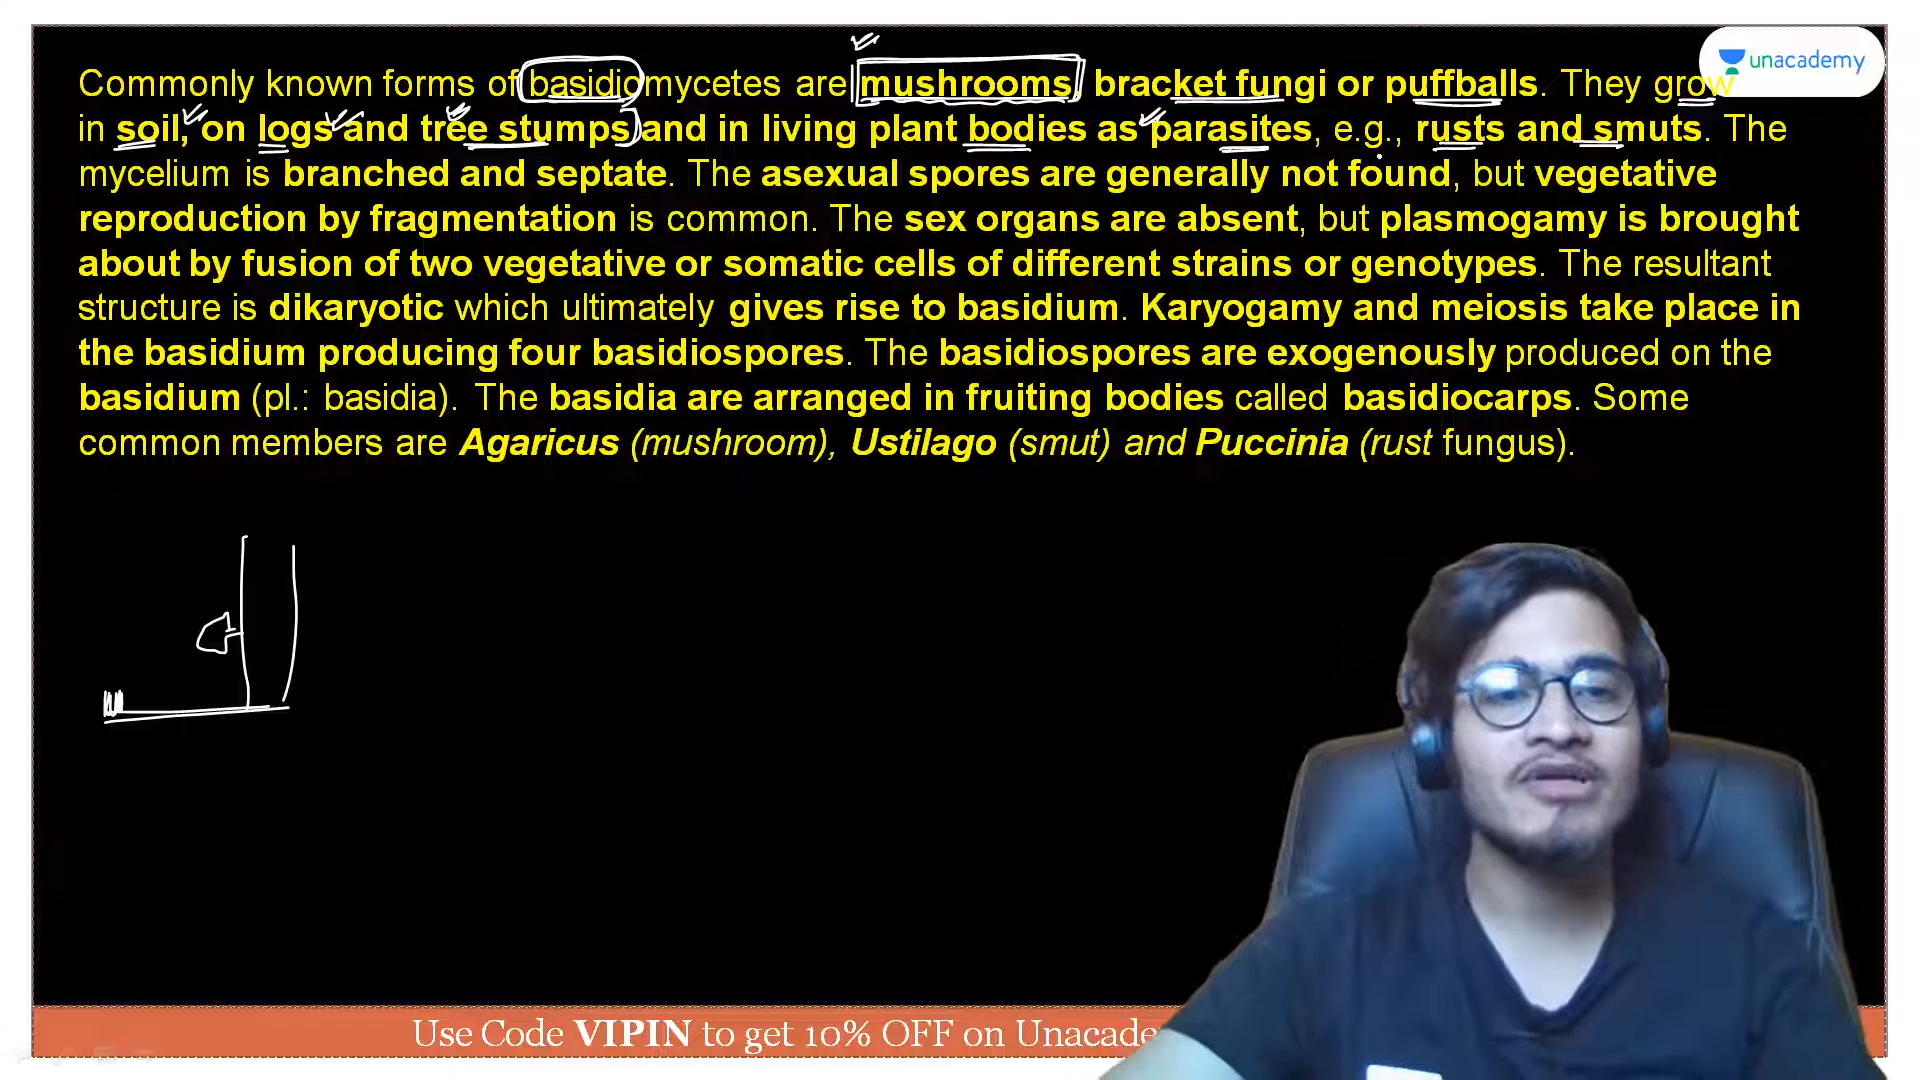 unacademy
Commonly known forms of basidiomycetes are mushrooms, bracket fungi or puffballs. They grow
in soil, on logs and tree stumps and in living plant bodies as parasites, e.g., rusts and smuts. The
mycelium is branched and septate. The asexual spores are generally not found, but vegetative
reproduction by fragmentation is common. The sex organs are absent, but plasmogamy is brought
about by fusion of two vegetative or somatic cells of different strains or genotypes. The resultant
structure is dikaryotic which ultimately gives rise to basidium. Karyogamy and meiosis take place in
the basidium producing four basidiospores. The basidiospores are exogenously produced on the
basidium (pl.: basidia). The basidia are arranged in fruiting bodies called basidiocarps. Some
common members are Agaricus (mushroom), Ustilago (smut) and Puccinia (rust fungus).
Use Code VIPIN to get 10% OFF on Unacade